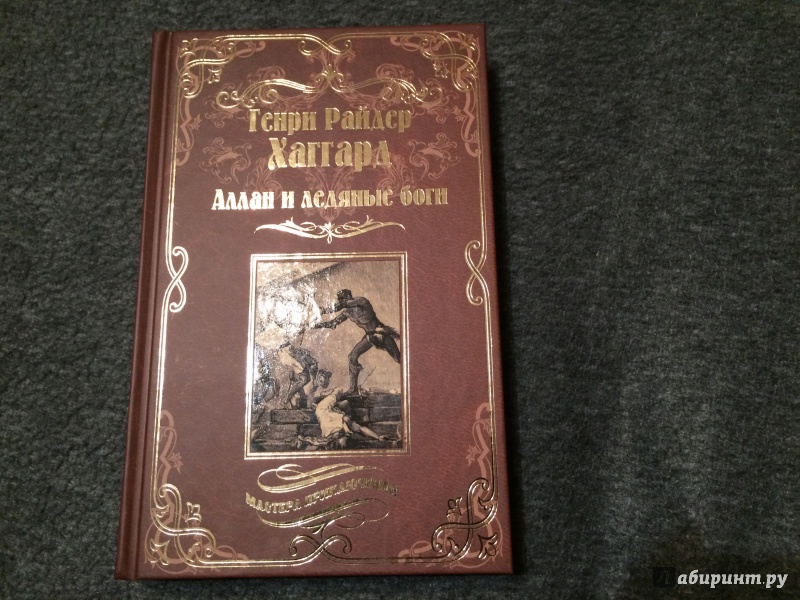 Генри Райдер
Хаггард
Аллан и ледяные боги
МАСТЕРА ПРИКЛЮЧЕНИЙ
Лабиринт.ру